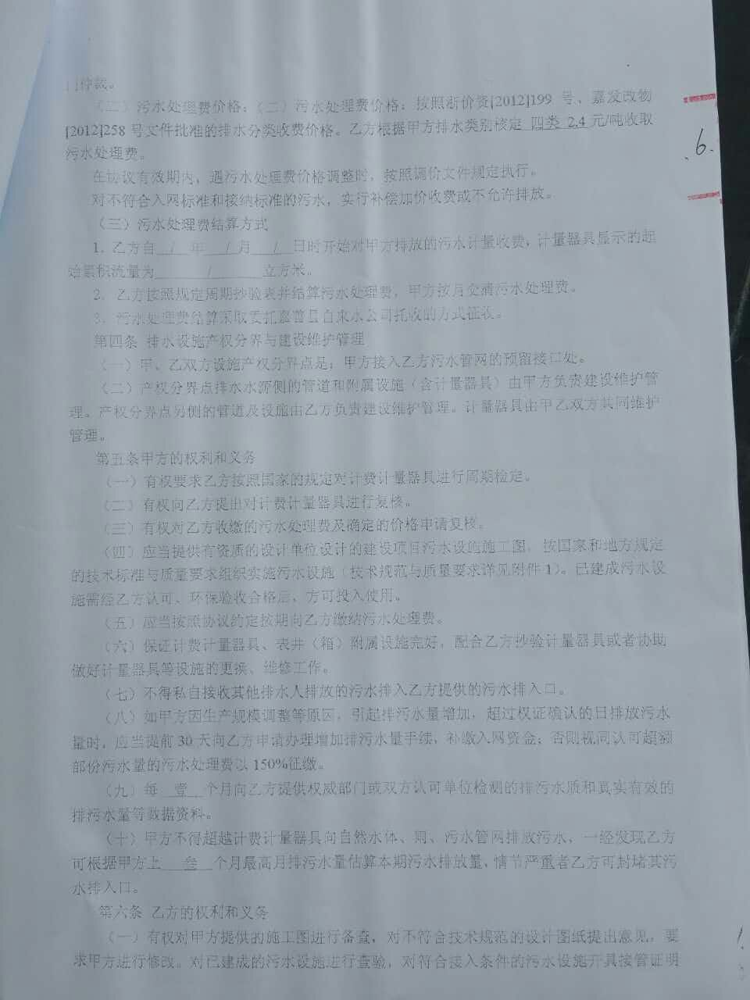 门仲裁。
（二）污水处理费价格：（二）污水处理费价格：按照浙价资[2012]199 号、嘉发改物
[2012]258 号文件批准的排水分类收费价格。乙方根据甲方排水类别核定 四类 2.4 元/吨收取
污水处理费。
6.
在协议有效期内，遇污水处理费价格调整时，按照调价文件规定执行。
对不符合入网标准和接纳标准的污水，实行补偿加价收费或不允许排放。
（三）污水处理费结算方式
1. 乙方自 / 年 / 月 / 日时开始对甲方排放的污水计量收费，计量器具显示的起
始累积流量为 / 立方米。
2. 乙方按照规定周期抄验表并结算污水处理费，甲方按月交清污水处理费。
3. 污水处理费结算采取委托嘉善县自来水公司托收的方式征收。
第四条 排水设施产权分界与建设维护管理
（一）甲、乙双方设施产权分界点是：甲方接入乙方污水管网的预留接口处。
（二）产权分界点排水水源侧的管道和附属设施（含计量器具）由甲方负责建设维护管
理。产权分界点另侧的管道及设施由乙方负责建设维护管理。计量器具由甲乙双方共同维护
管理。
第五条甲方的权利和义务
（一）有权要求乙方按照国家的规定对计费计量器具进行周期检定。
（二）有权向乙方提出对计费计量器具进行复核。
（三）有权对乙方收缴的污水处理费及确定的价格申请复核。
（四）应当提供有资质的设计单位设计的建设项目污水设施施工图，按国家和地方规定
的技术标准与质量要求组织实施污水设施（技术规范与质量要求详见附件 1）。已建成污水设
施需经乙方认可、环保验收合格后，方可投入使用。
（五）应当按照协议约定按期向乙方缴纳污水处理费。
（六）保证计费计量器具、表井（箱）附属设施完好，配合乙方抄验计量器具或者协助
做好计量器具等设施的更换、维修工作。
（七）不得私自接收其他排水人排放的污水排入乙方提供的污水排入口。
（八）如甲方因生产规模调整等原因，引起排污水量增加，超过权证确认的日排放污水
量时，应当提前 30 天向乙方申请办理增加排污水量手续，补缴入网资金；否则视同认可超额
部份污水量的污水处理费以 150%征缴。
（九）每 壹 个月向乙方提供权威部门或双方认可单位检测的排污水质和真实有效的
排污水量等数据资料。
（十）甲方不得超越计费计量器具向自然水体、雨、污水管网排放污水，一经发现乙方
可根据甲方上 叁 个月最高月排污水量估算本期污水排放量，情节严重者乙方可封堵其污
水排入口。
第六条 乙方的权利和义务
（一）有权对甲方提供的施工图进行备查，对不符合技术规范的设计图纸提出意见，要
求甲方进行修改。对已建成的污水设施进行查验，对符合接入条件的污水设施开具接管证明